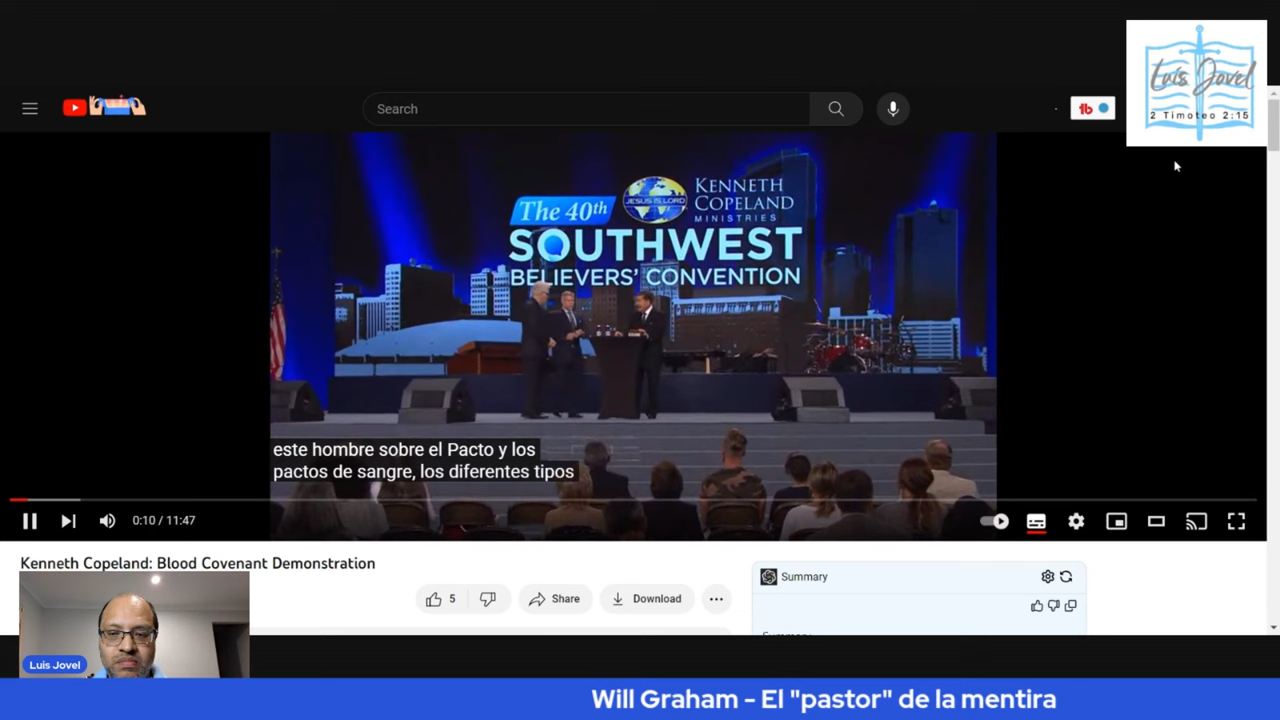 Luis Jovel
2 Timoteo 2:15
Search
The 40th
JESUS IS LORD
KENNETH
COPELAND
MINISTRIES
SOUTHWEST
BELIEVERS' CONVENTION
este hombre sobre el Pacto y los
pactos de sangre, los diferentes tipos
0:10 / 11:47
Kenneth Copeland: Blood Covenant Demonstration
5
Share
Download
Summary
Luis Jovel
Will Graham - El "pastor" de la mentira